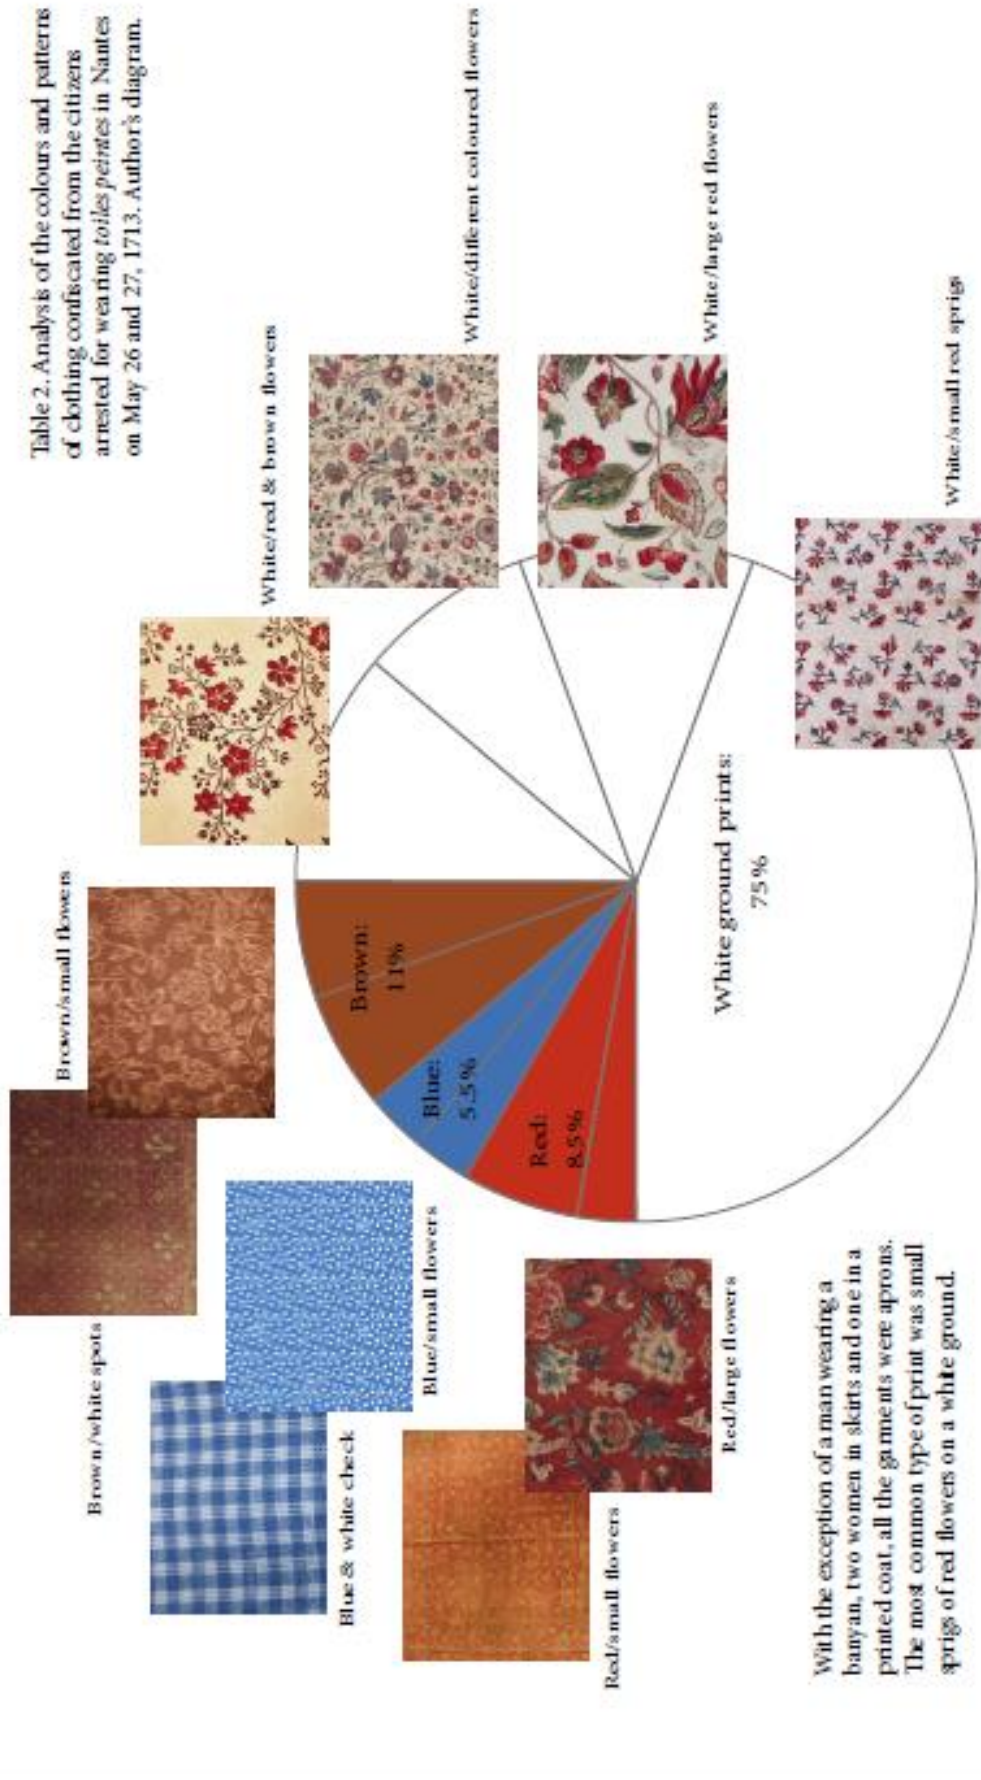 Table 2. Analysis of the colours and patterns
of clothing confiscated from the citizens
arrested for wearing toiles peintes in Nantes
on May 26 and 27, 1713. Author's diagram.
White/red & brown flowers
White/different coloured flowers
White/large red flowers
White/small red sprigs
Brown/small flowers
Brown/white spots
Blue/small flowers
Blue & white check
Red/large flowers
Red/small flowers
Brown:
11%
Blue:
5.5%
Red:
8.5%
White ground prints:
75%
With the exception of a man wearing a
banyan, two women in skirts and one in a
printed coat, all the garments were aprons.
The most common type of print was small
sprigs of red flowers on a white ground.